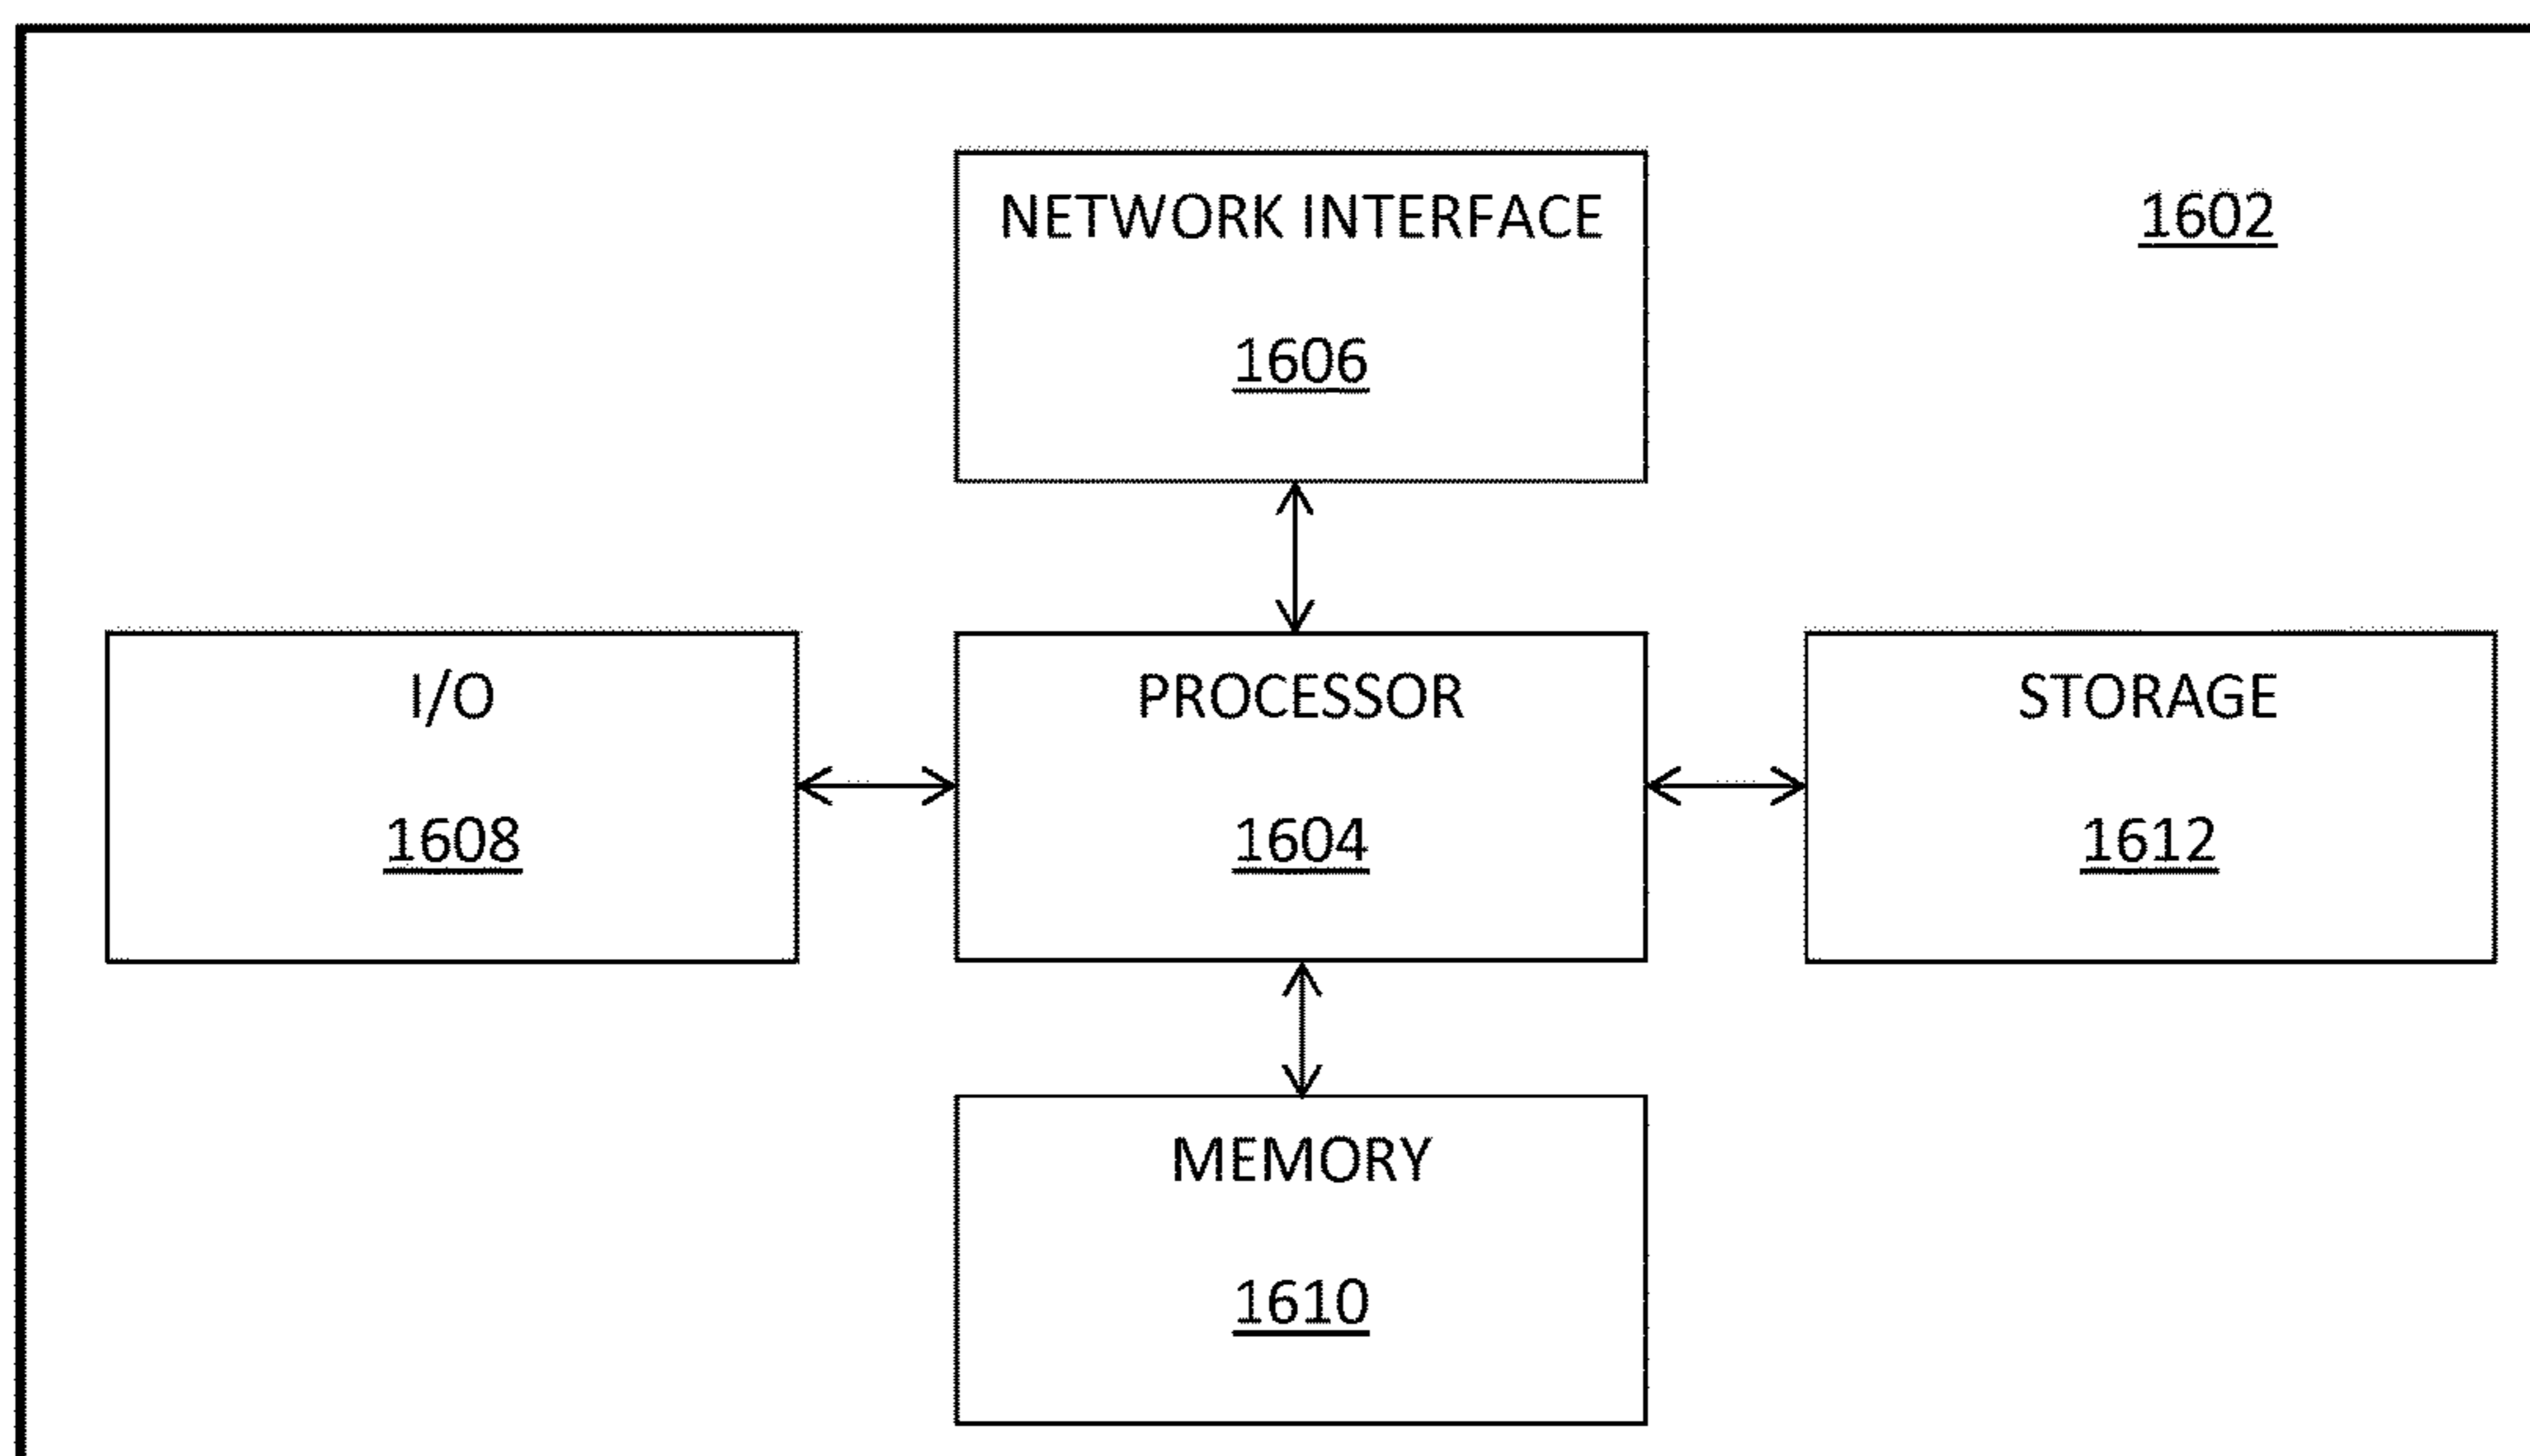 NETWORK INTERFACE
1606
1602
I/O
1608
PROCESSOR
1604
STORAGE
1612
MEMORY
1610